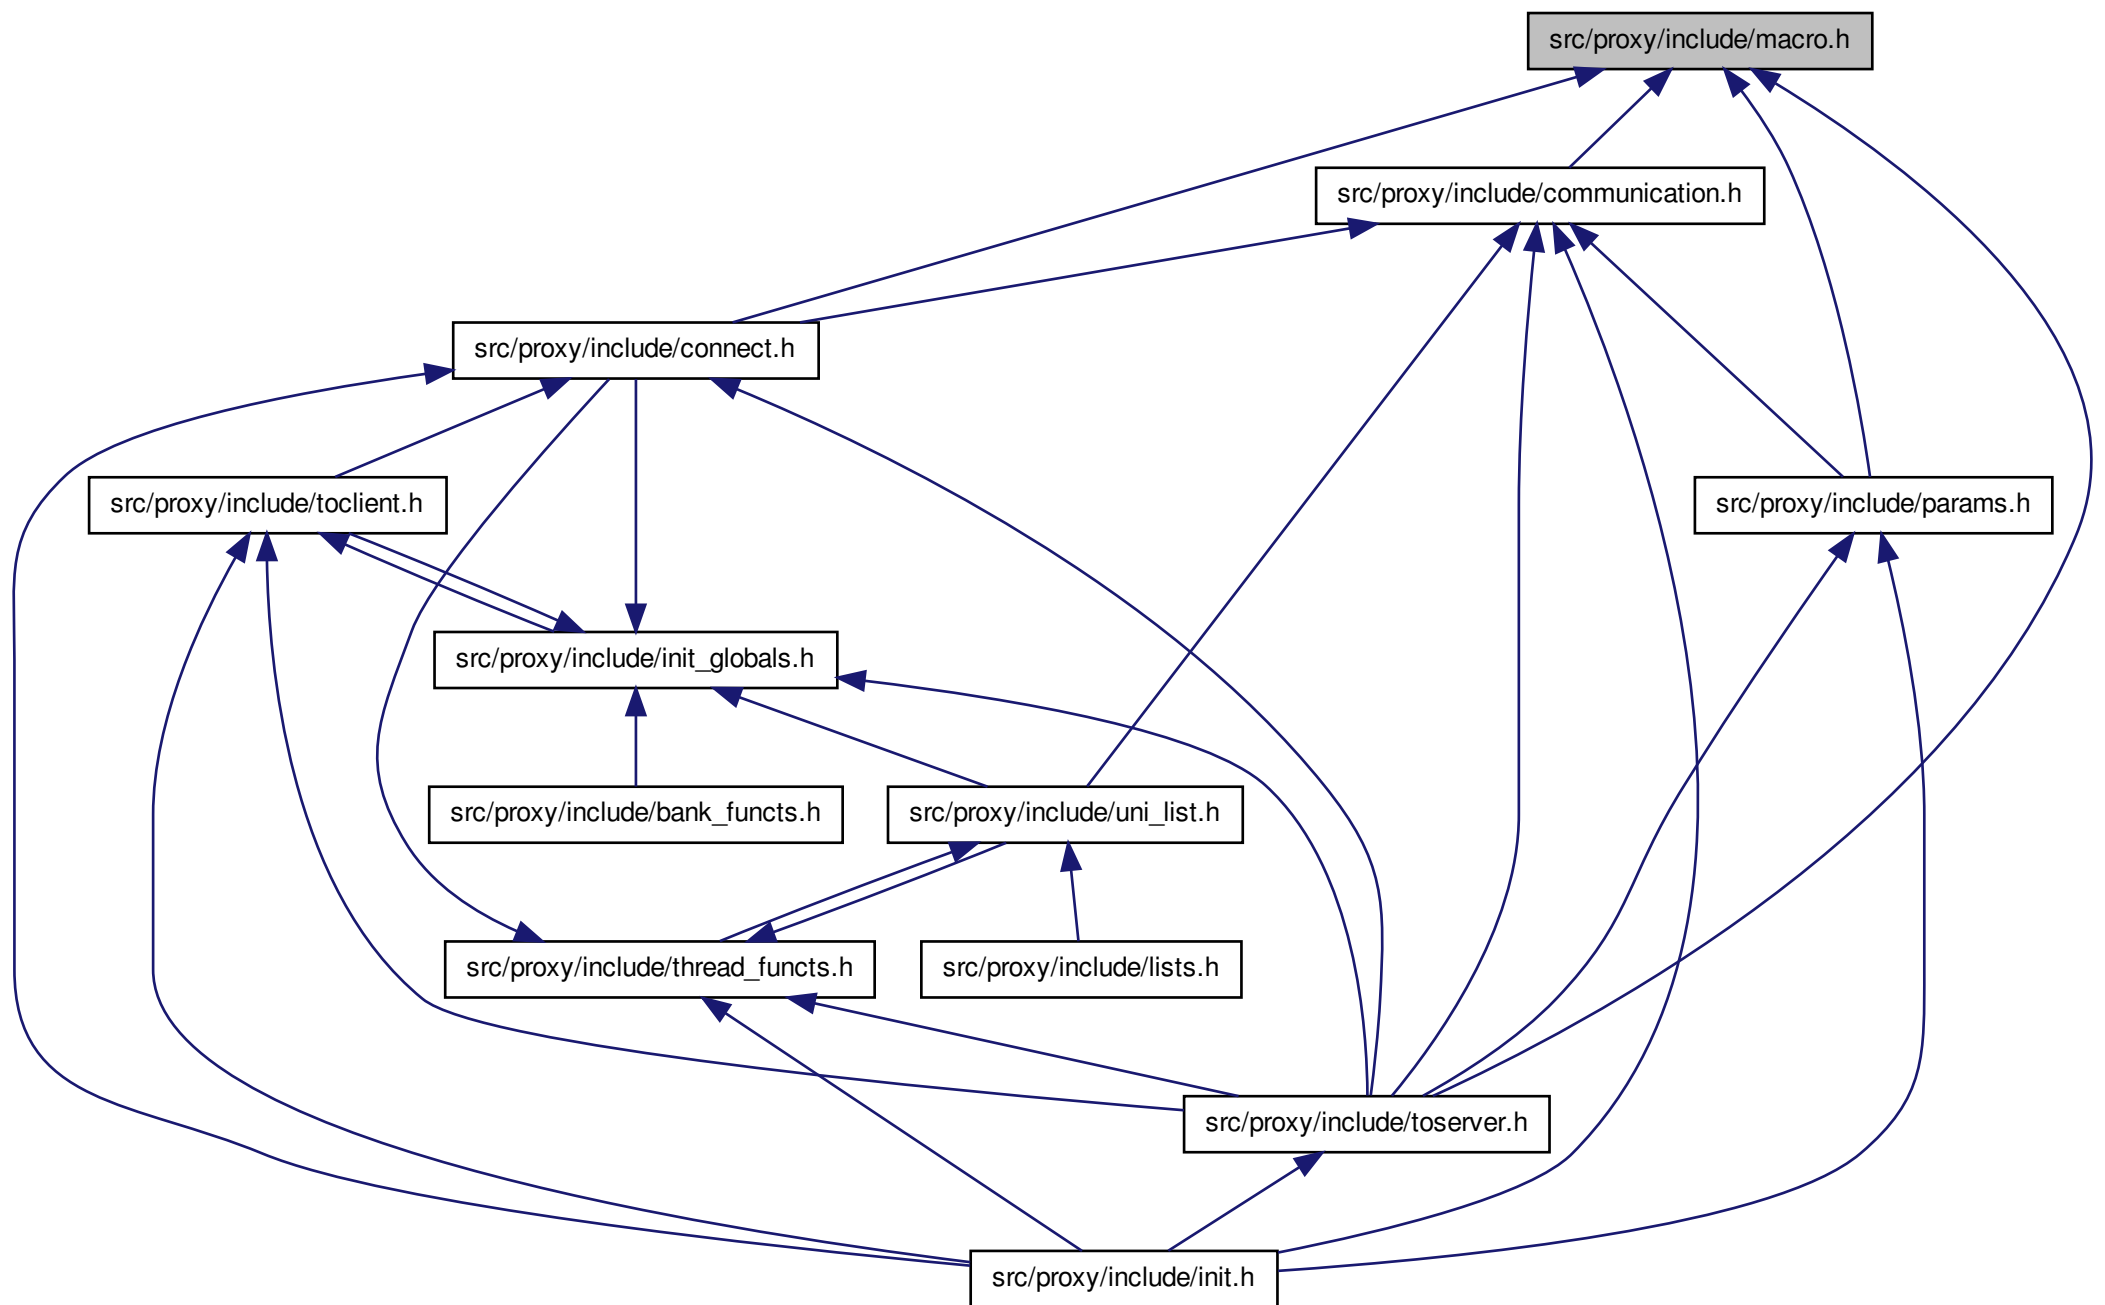 src/proxy/include/macro.h
src/proxy/include/communication.h
src/proxy/include/connect.h
src/proxy/include/toclient.h
src/proxy/include/params.h
src/proxy/include/init_globals.h
src/proxy/include/bank_functs.h
src/proxy/include/uni_list.h
src/proxy/include/thread_functs.h
src/proxy/include/lists.h
src/proxy/include/toserver.h
src/proxy/include/init.h